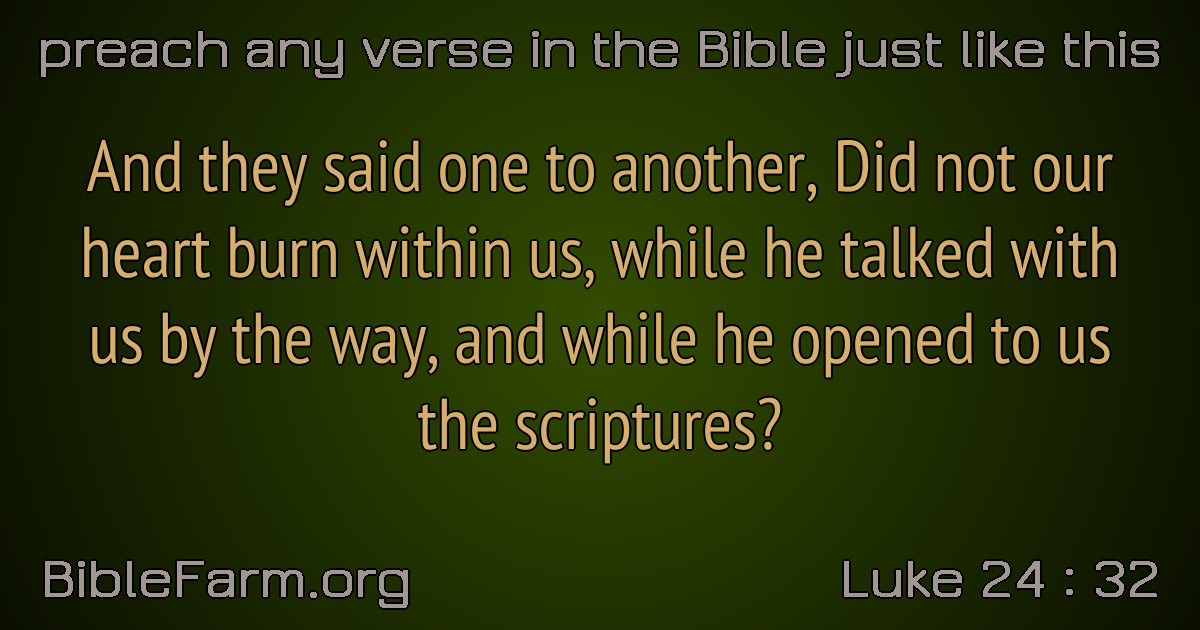 preach any verse in the Bible just like this
And they said one to another, Did not our
heart burn within us, while he talked with
us by the way, and while he opened to us
the scriptures?
BibleFarm.org
Luke 24 : 32